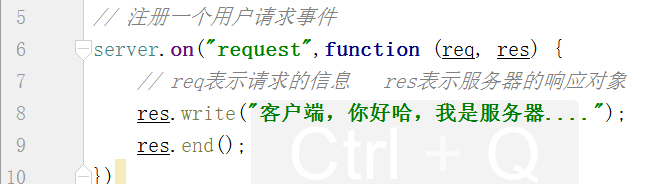 5 // 注册一个用户请求事件
6 server.on("request",function (req, res) {
7 // req表示请求的信息 res表示服务器的响应对象
8 res.write("客户端，你好哈，我是服务器....");
9 res.end();
10 })
Ctrl + Q